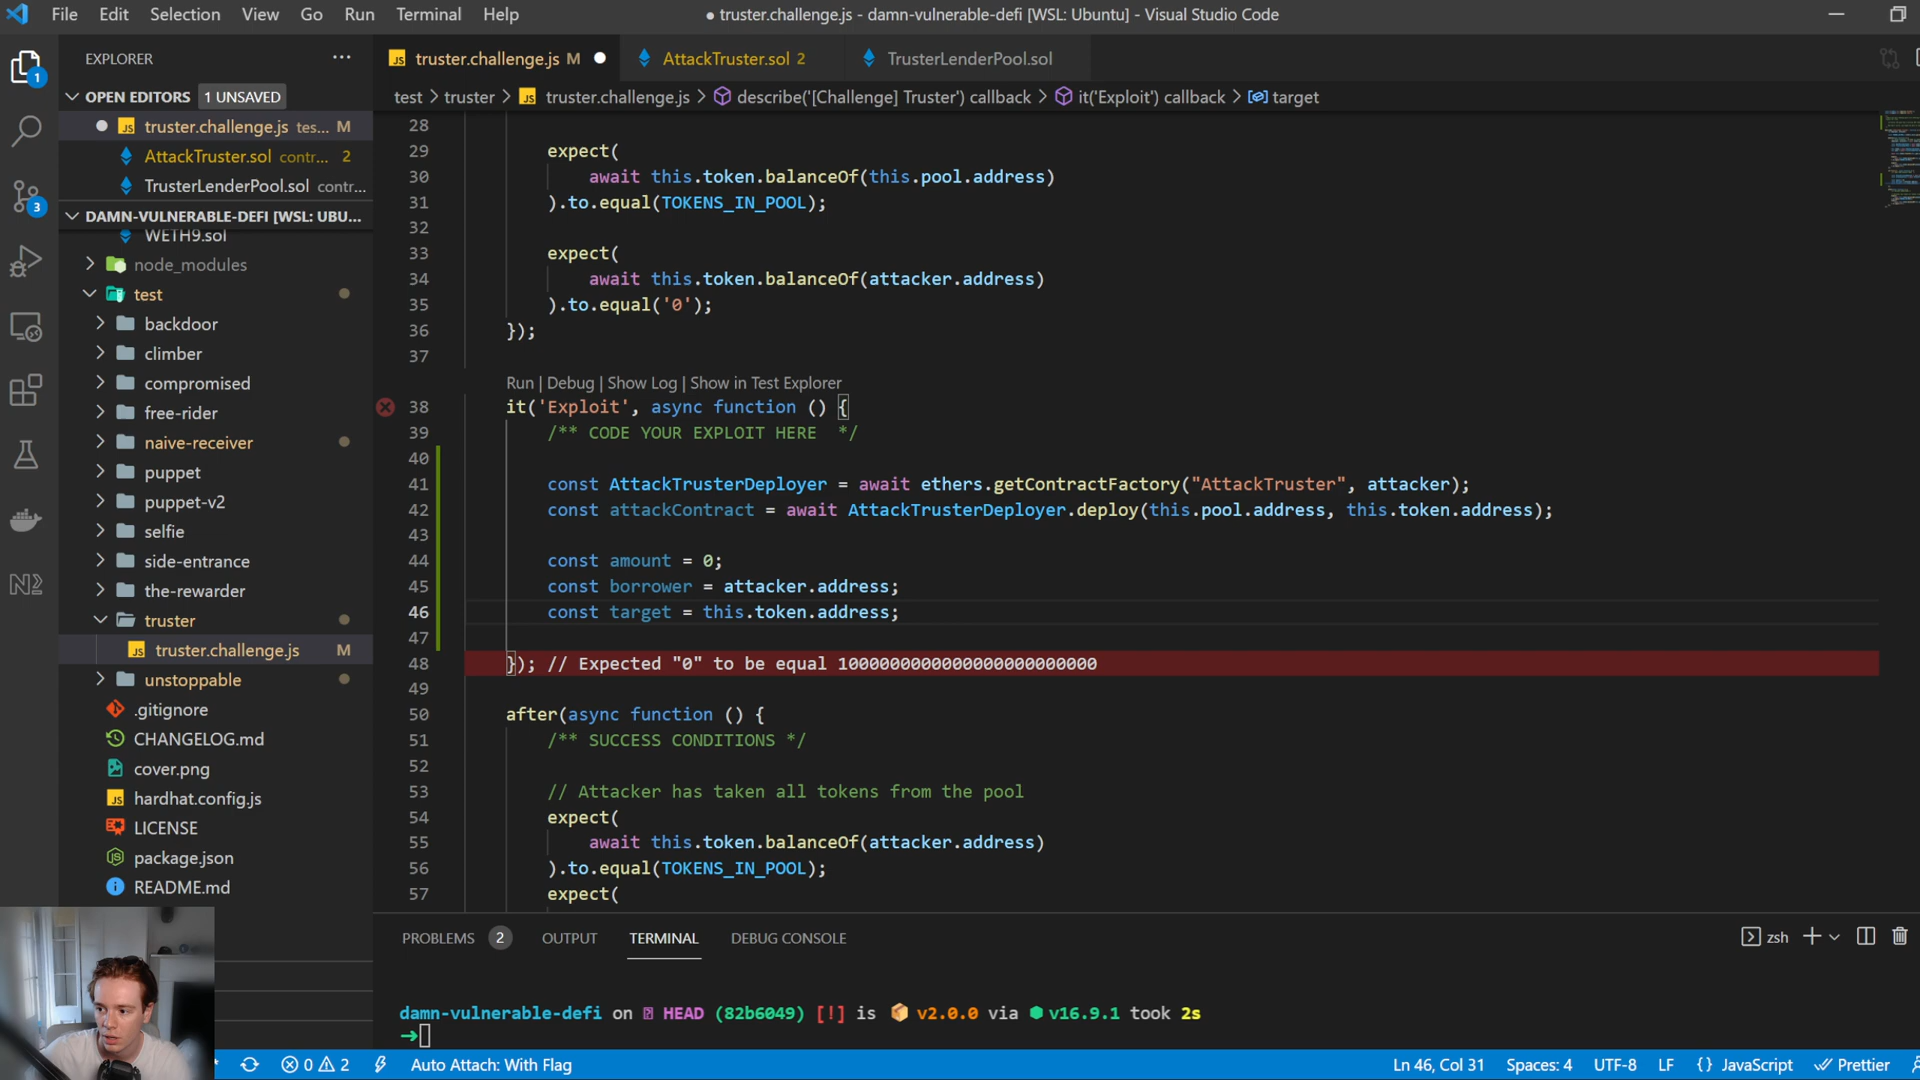 File Edit Selection View Go Run Terminal Help
● truster.challenge.js - damn-vulnerable-defi [WSL: Ubuntu] - Visual Studio Code
EXPLORER
OPEN EDITORS 1 UNSAVED
truster.challenge.js tes... M
AttackTruster.sol contr... 2
TrusterLenderPool.sol contr...
DAMN-VULNERABLE-DEFI [WSL: UBU...
WETH9.sol
node_modules
test
backdoor
climber
compromised
free-rider
naive-receiver
puppet
puppet-v2
selfie
side-entrance
the-rewarder
truster
truster.challenge.js M
unstoppable
.gitignore
CHANGELOG.md
cover.png
hardhat.config.js
LICENSE
package.json
README.md
1
3
truster.challenge.js M AttackTruster.sol 2 TrusterLenderPool.sol
test > truster > truster.challenge.js > describe('[Challenge] Truster') callback > it('Exploit') callback > target
28
29 expect(
30 await this.token.balanceOf(this.pool.address)
31 ).to.equal(TOKENS_IN_POOL);
32
33 expect(
34 await this.token.balanceOf(attacker.address)
35 ).to.equal('0');
36 });
37
Run | Debug | Show Log | Show in Test Explorer
38 it('Exploit', async function () {
39 /** CODE YOUR EXPLOIT HERE */
40
41 const AttackTrusterDeployer = await ethers.getContractFactory("AttackTruster", attacker);
42 const attackContract = await AttackTrusterDeployer.deploy(this.pool.address, this.token.address);
43
44 const amount = 0;
45 const borrower = attacker.address;
46 const target = this.token.address;
47
48 }); // Expected "0" to be equal 1000000000000000000000000
49
50 after(async function () {
51 /** SUCCESS CONDITIONS */
52
53 // Attacker has taken all tokens from the pool
54 expect(
55 await this.token.balanceOf(attacker.address)
56 ).to.equal(TOKENS_IN_POOL);
57 expect(
PROBLEMS 2 OUTPUT TERMINAL DEBUG CONSOLE
zsh
damn-vulnerable-defi on HEAD (82b6049) [!] is v2.0.0 via v16.9.1 took 2s
→
0 2 Auto Attach: With Flag
Ln 46, Col 31 Spaces: 4 UTF-8 LF {} JavaScript Prettier